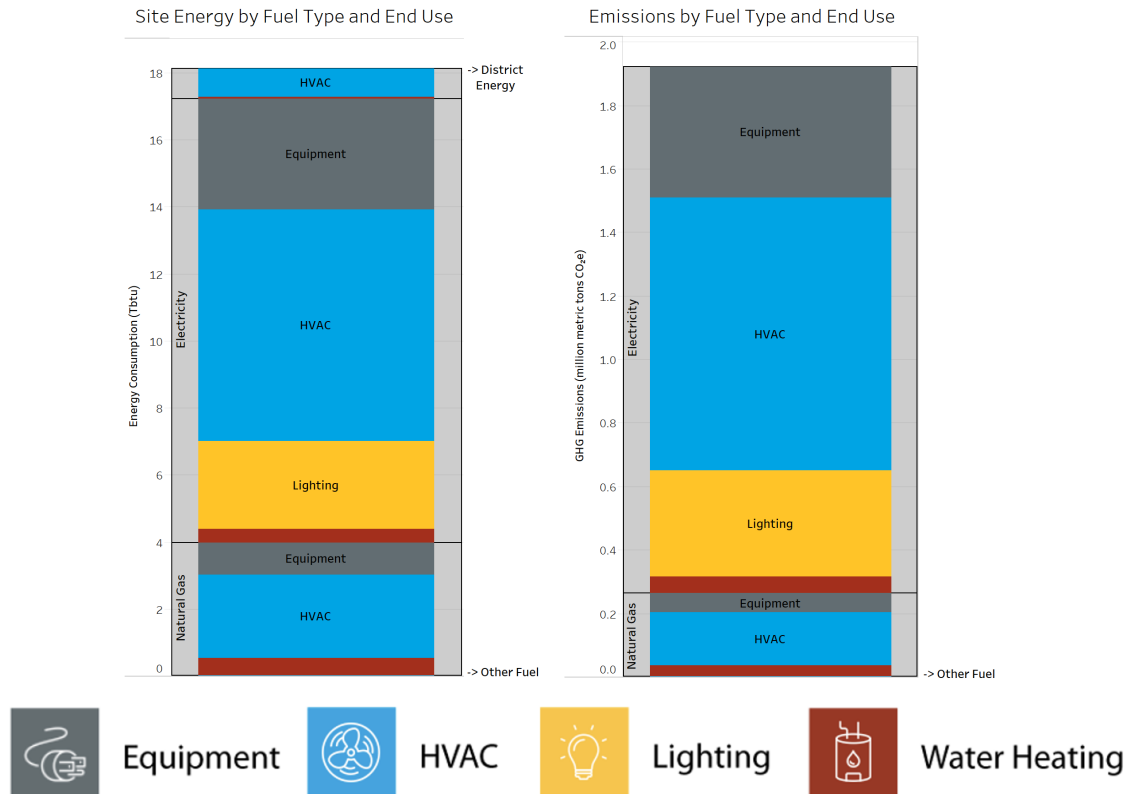 Site Energy by Fuel Type and End Use
Energy Consumption (Tbtu)
18
16
14
12
10
8
6
4
2
0
Electricity
Natural Gas
HVAC
Equipment
HVAC
Lighting
Equipment
HVAC
-> District
Energy
-> Other Fuel
Emissions by Fuel Type and End Use
GHG Emissions (million metric tons CO₂e)
2.0
1.8
1.6
1.4
1.2
1.0
0.8
0.6
0.4
0.2
0.0
Electricity
Natural Gas
Equipment
HVAC
Lighting
Equipment
HVAC
-> Other Fuel
Equipment
HVAC
Lighting
Water Heating